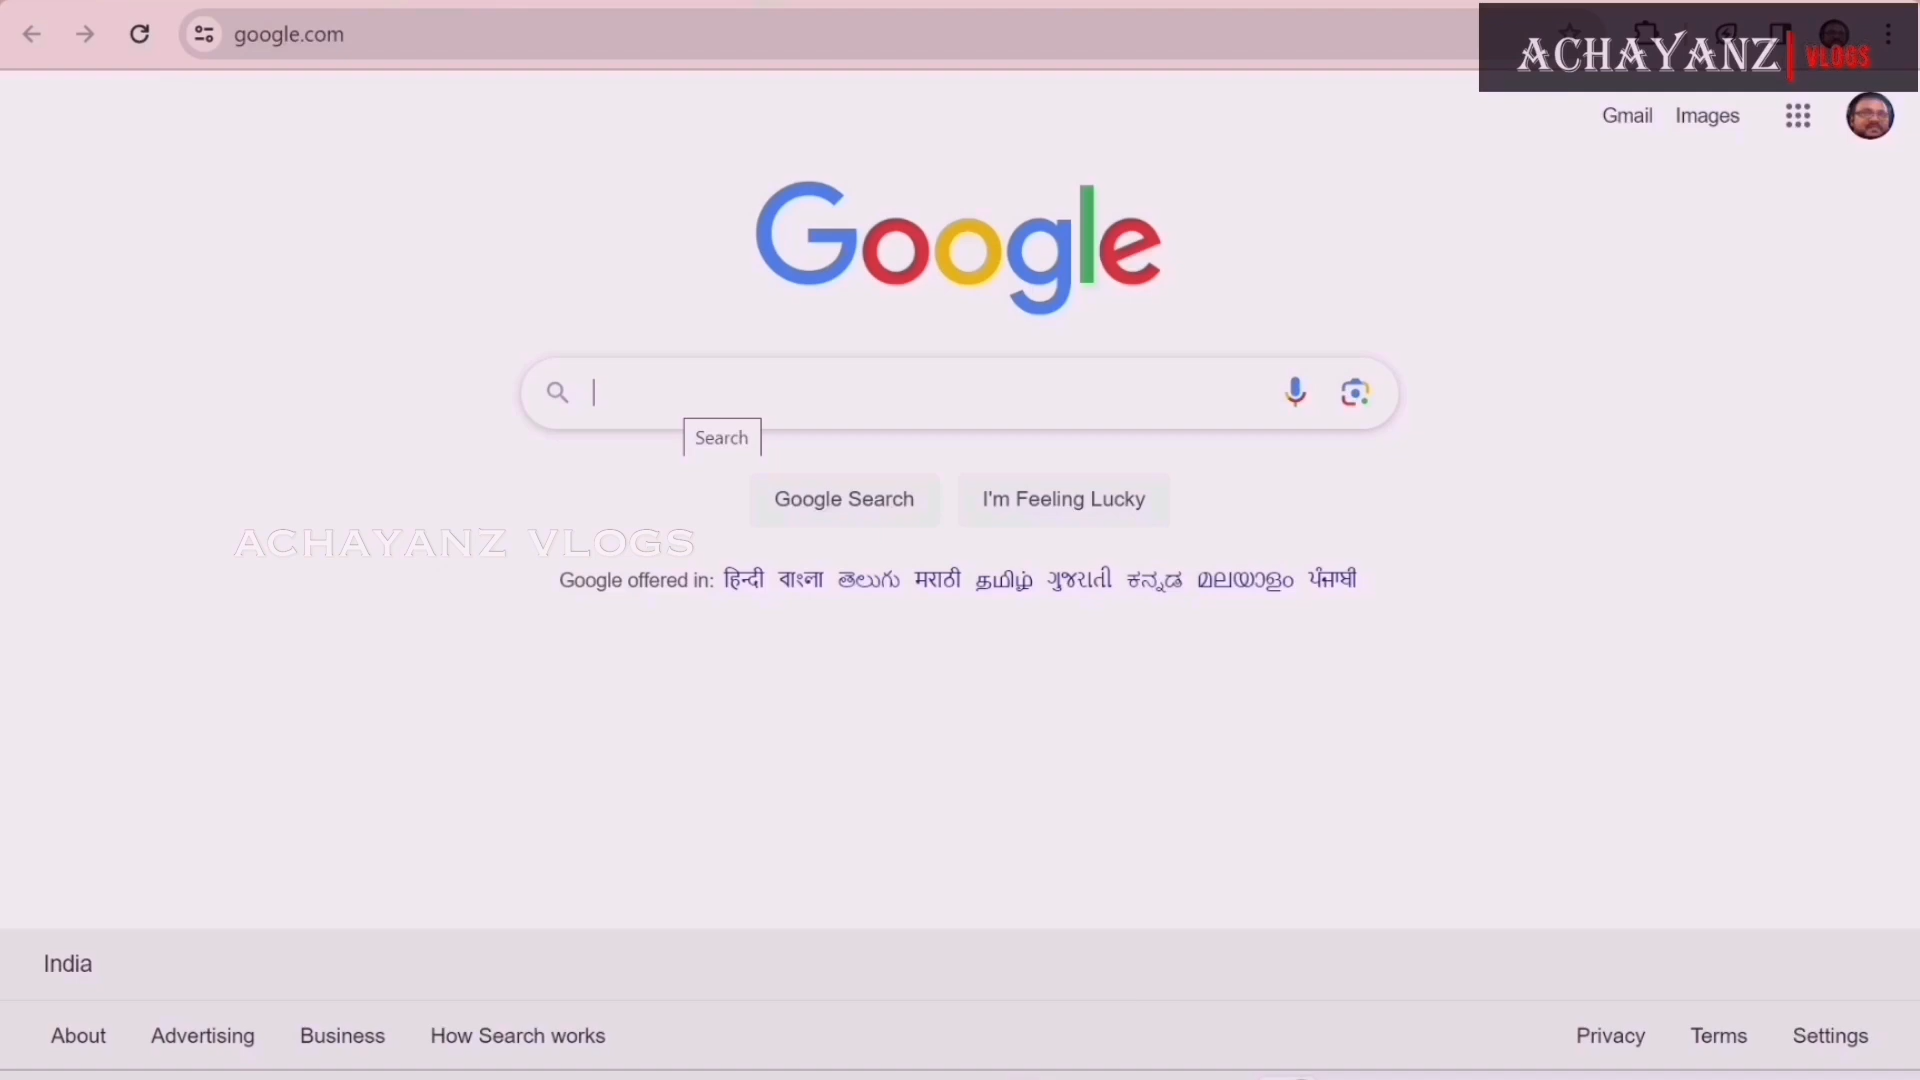 google.com
ACHAYANZ VLOGS
Gmail Images
Google
Search
Google Search I'm Feeling Lucky
ACHAYANZ VLOGS
Google offered in: हिन्दी বাংলা తెలుగు मराठी தமிழ் ગુજરાતી ಕನ್ನಡ മലയാളം ਪੰਜਾਬੀ
India
About Advertising Business How Search works Privacy Terms Settings